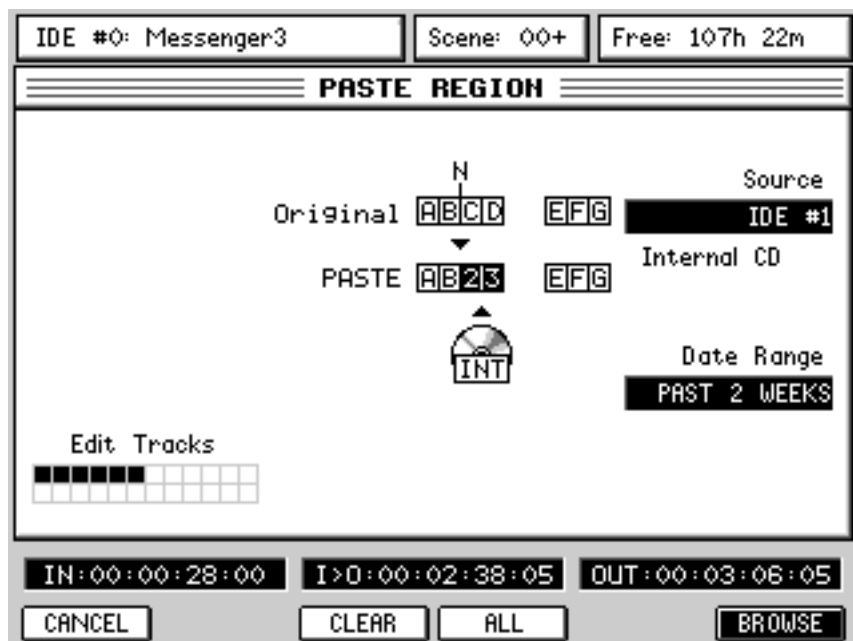 IDE #0: Messenger3 Scene: 00+ Free: 107h 22m
PASTE REGION
N
Source
Original ABCD EFG IDE #1
Internal CD
PASTE AB23 EFG
INT
Date Range
PAST 2 WEEKS
Edit Tracks
IN:00:00:28:00 I>O:00:02:38:05 OUT:00:03:06:05
CANCEL CLEAR ALL BROWSE